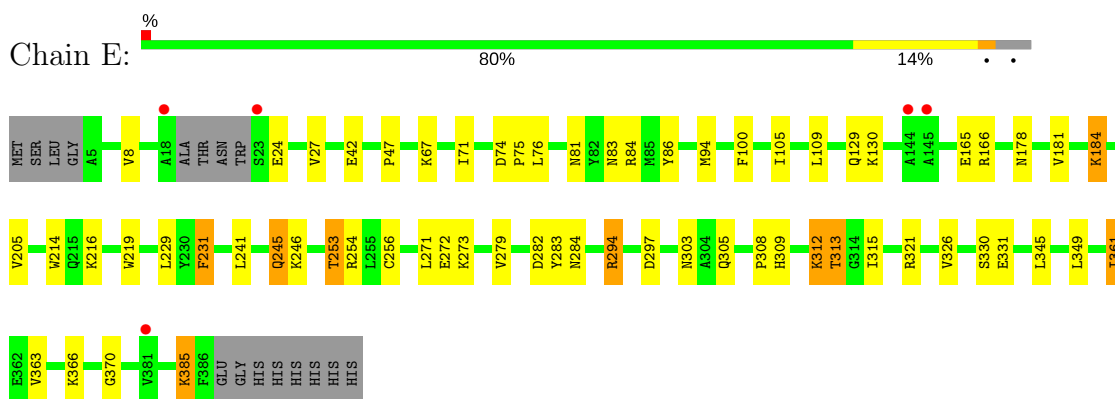 %
Chain E:
80% 14% • •
MET SER LEU GLY A5 V8 A18 ALA THR ASN TRP S23 E24 V27 E42 P47 K67 I71 D74 P75 L76 N81 Y82 N83 R84 M85 Y86 M94 F100 I105 L109 Q129 K130 A144 A145 E165 R166 N178 V181 K184
V205 W214 Q215 K216 W219 L229 Y230 F231 L241 Q245 K246 T253 R254 L255 C256 L271 E272 K273 V279 D282 Y283 N284 R294 D297 N303 A304 Q305 P308 H309 K312 T313 G314 I315 R321 V326 S330 E331 L345 L349 I361
E362 V363 K366 G370 V381 K385 F386 GLU GLY HIS HIS HIS HIS HIS HIS